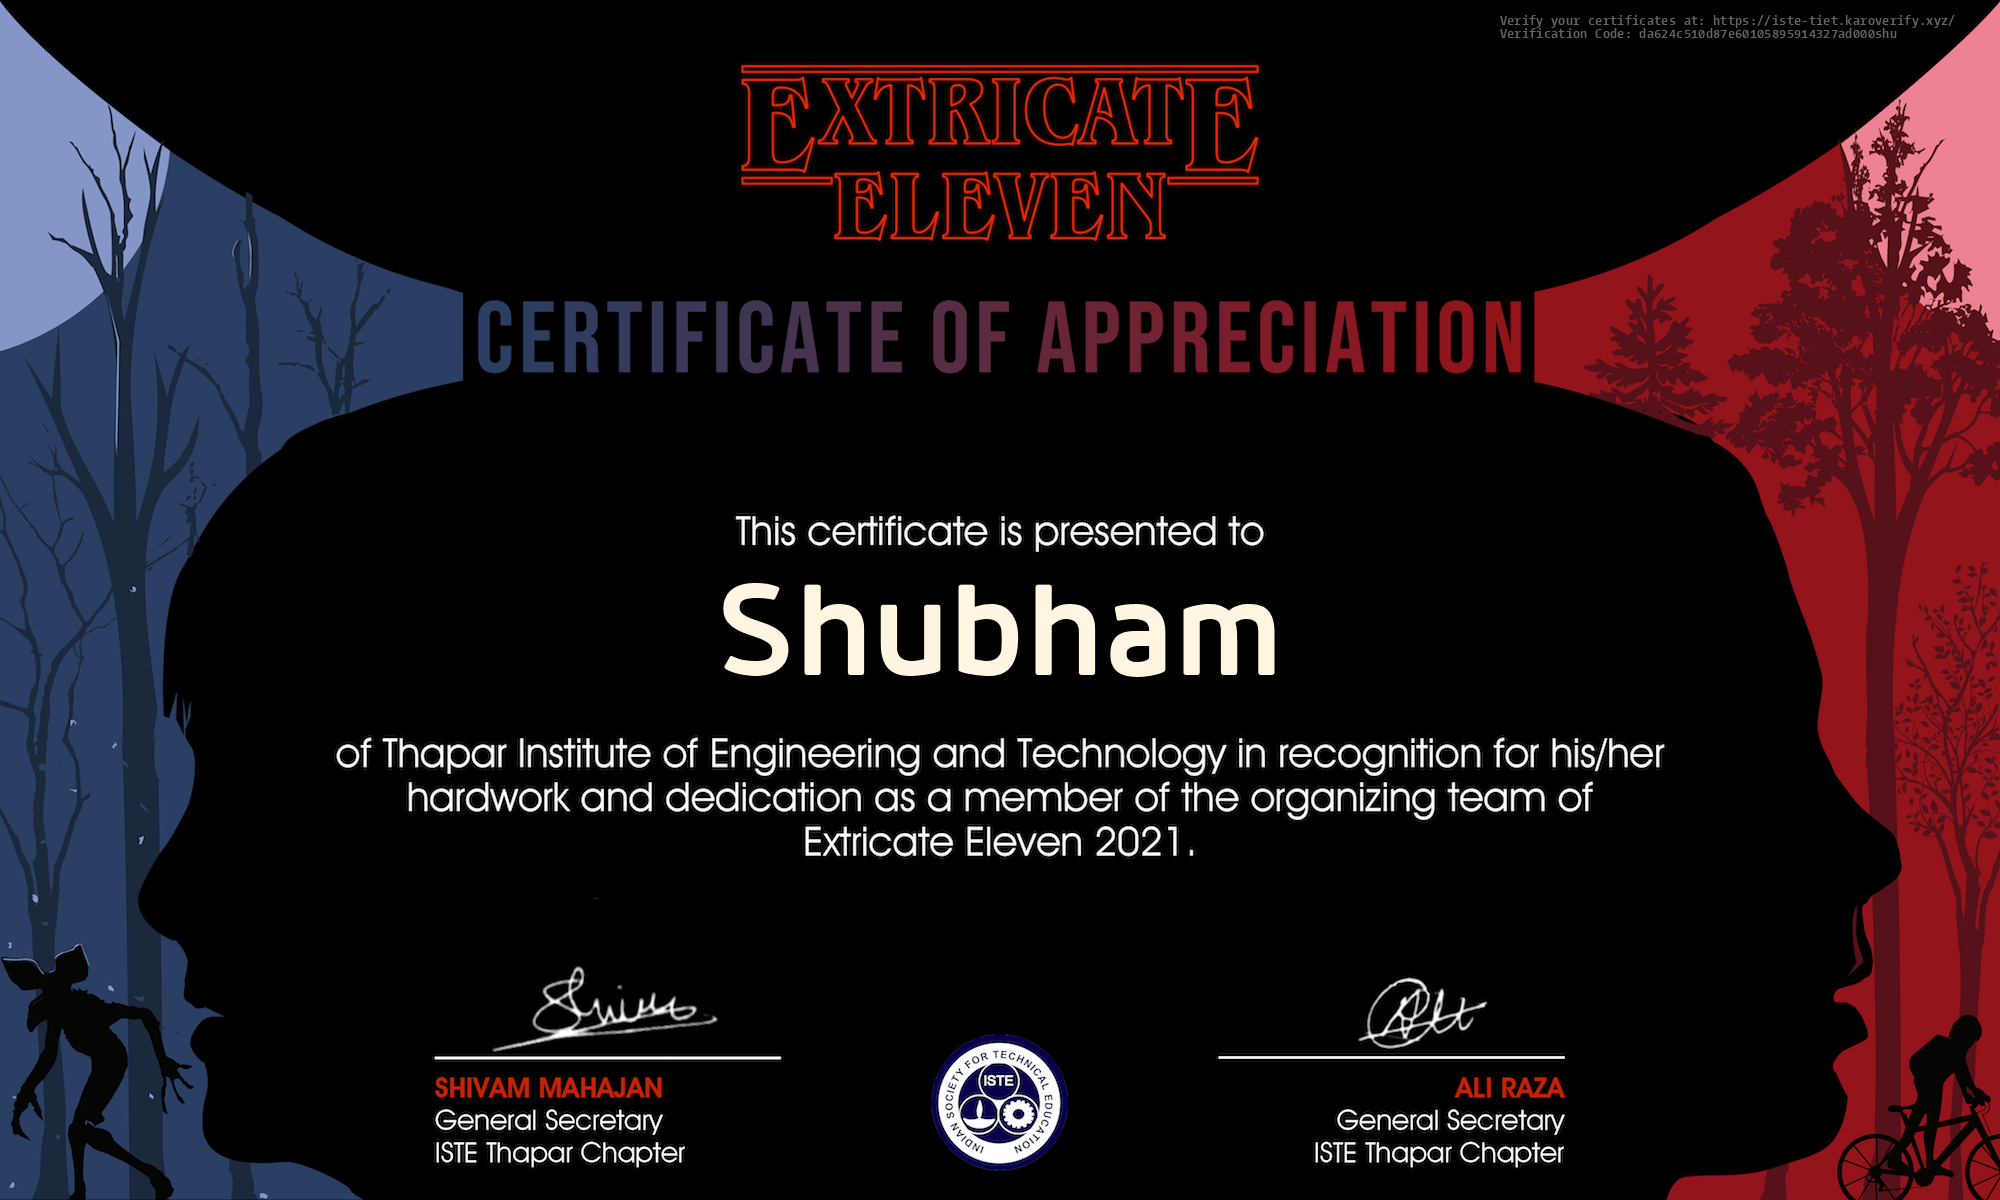 Verify your certificates at: https://iste-tiet.karoverify.xyz/
Verification Code: da624c510d87e60105895914327ad000shu
EXTRICATE
ELEVEN
CERTIFICATE OF APPRECIATION
This certificate is presented to
Shubham
of Thapar Institute of Engineering and Technology in recognition for his/her
hardwork and dedication as a member of the organizing team of
Extricate Eleven 2021.
SHIVAM MAHAJAN
General Secretary
ISTE Thapar Chapter
INDIAN SOCIETY FOR TECHNICAL EDUCATION
ISTE
ALI RAZA
General Secretary
ISTE Thapar Chapter